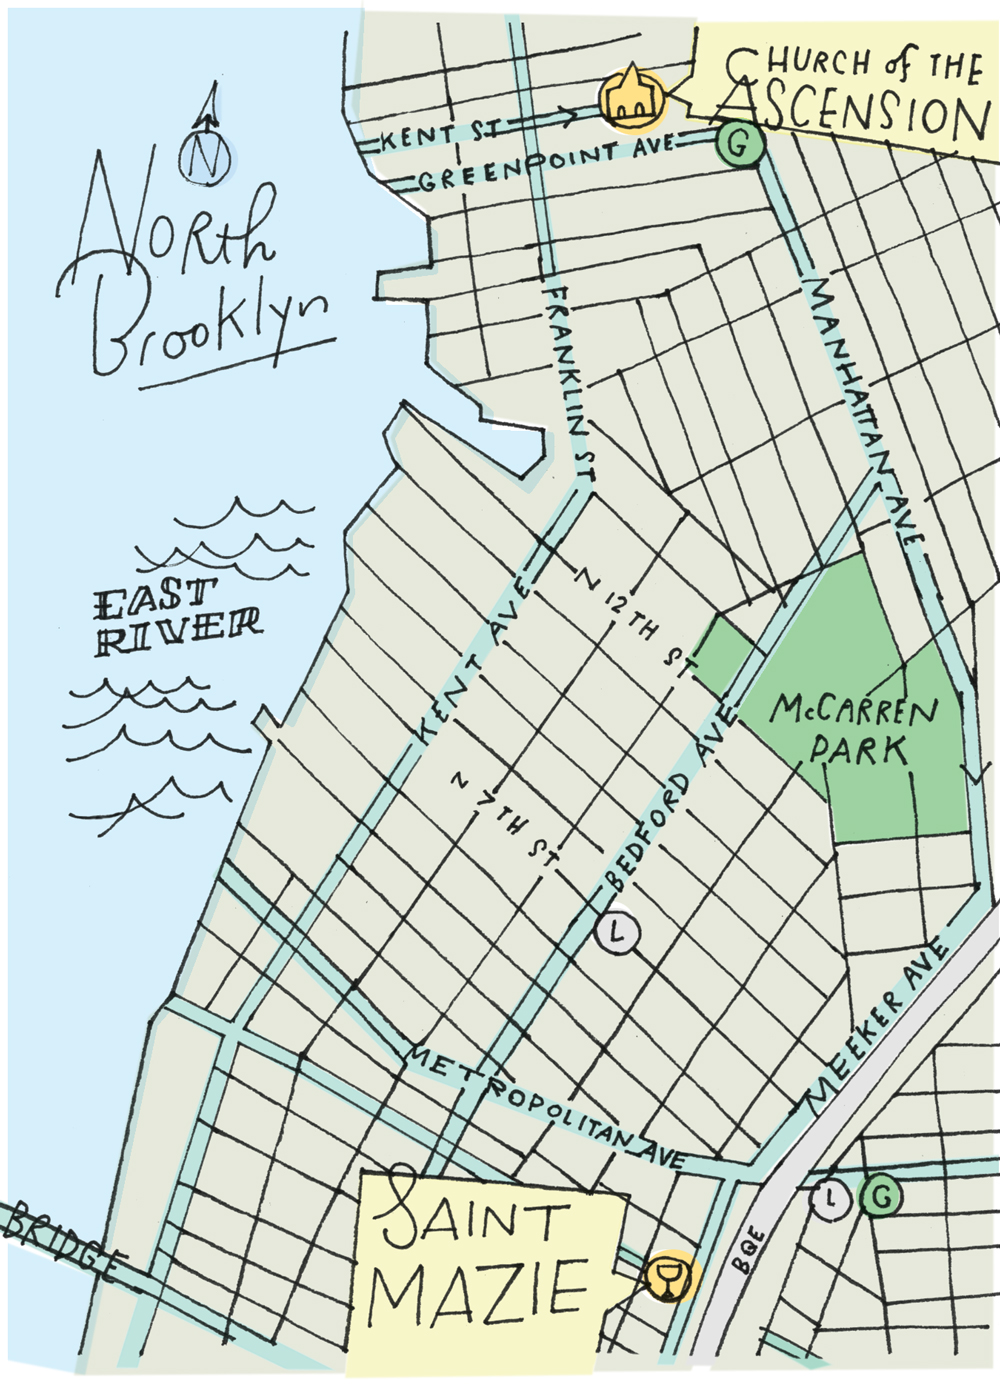 CHURCH of THE
ASCENSION
KENT ST
GREENPOINT AVE
G
N
North
Brooklyn
FRANKLIN ST
MANHATTAN AVE
EAST
RIVER
N 12TH ST
KENT AVE
McCARREN
PARK
BEDFORD AVE
N 7TH ST
L
MEEKER AVE
METROPOLITAN AVE
SAINT
MAZIE
L
G
BRIDGE
BQE